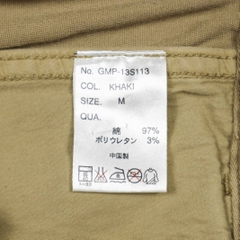 No. GMP-13S113
COL. KHAKI
SIZE. M
QUA.
綿 97%
ポリウレタン 3%
中国製